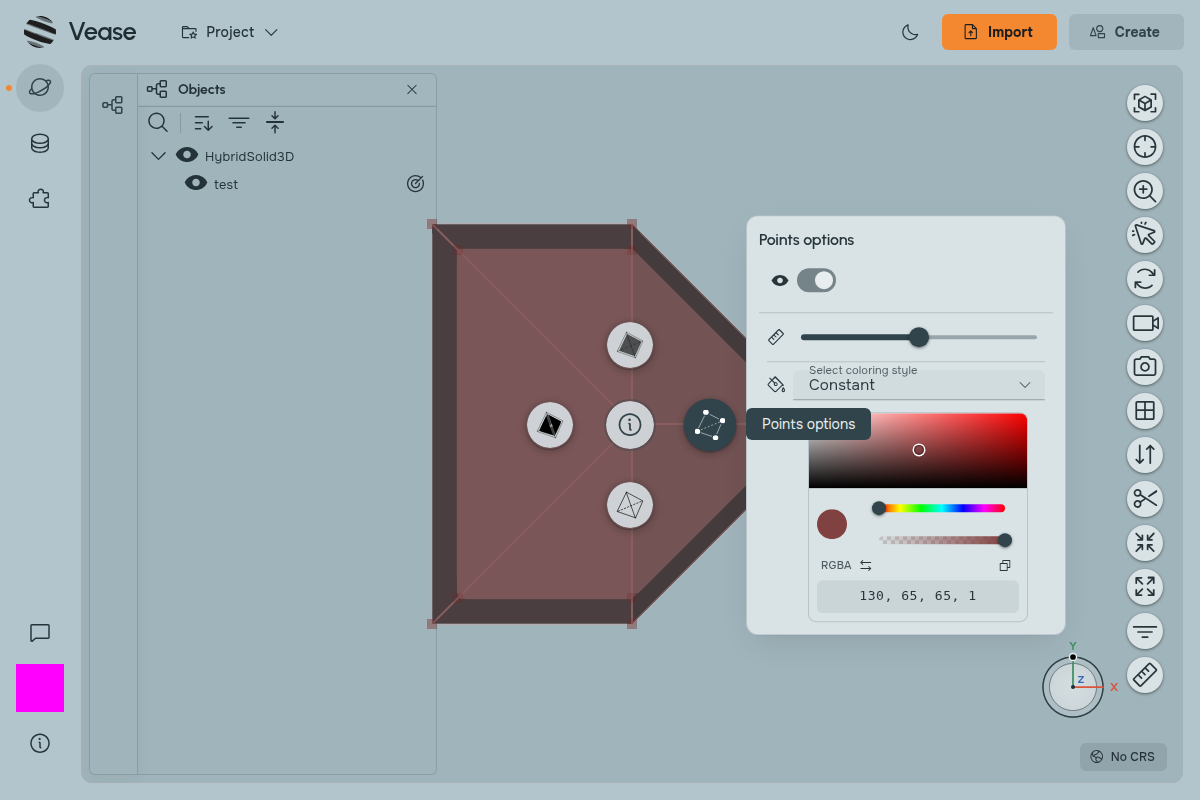 Vease
Project
Import
Create
Objects
HybridSolid3D
test
Points options
Select coloring style
Constant
Points options
RGBA
130, 65, 65, 1
Y
Z
X
No CRS